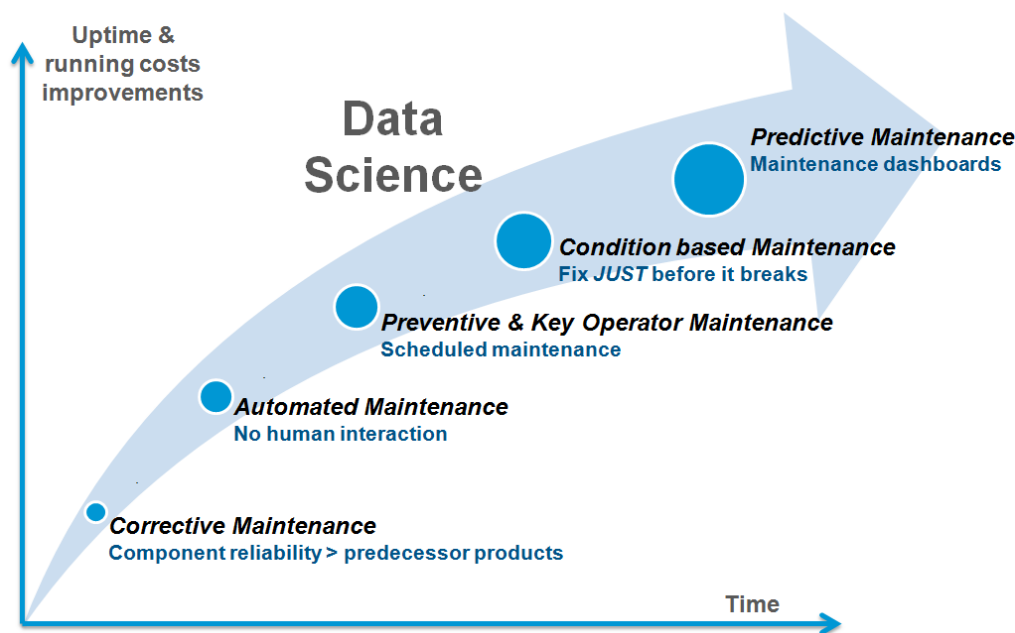 Uptime &
running costs
improvements
Data
Science
Predictive Maintenance
Maintenance dashboards
Condition based Maintenance
Fix JUST before it breaks
Preventive & Key Operator Maintenance
Scheduled maintenance
Automated Maintenance
No human interaction
Corrective Maintenance
Component reliability > predecessor products
Time